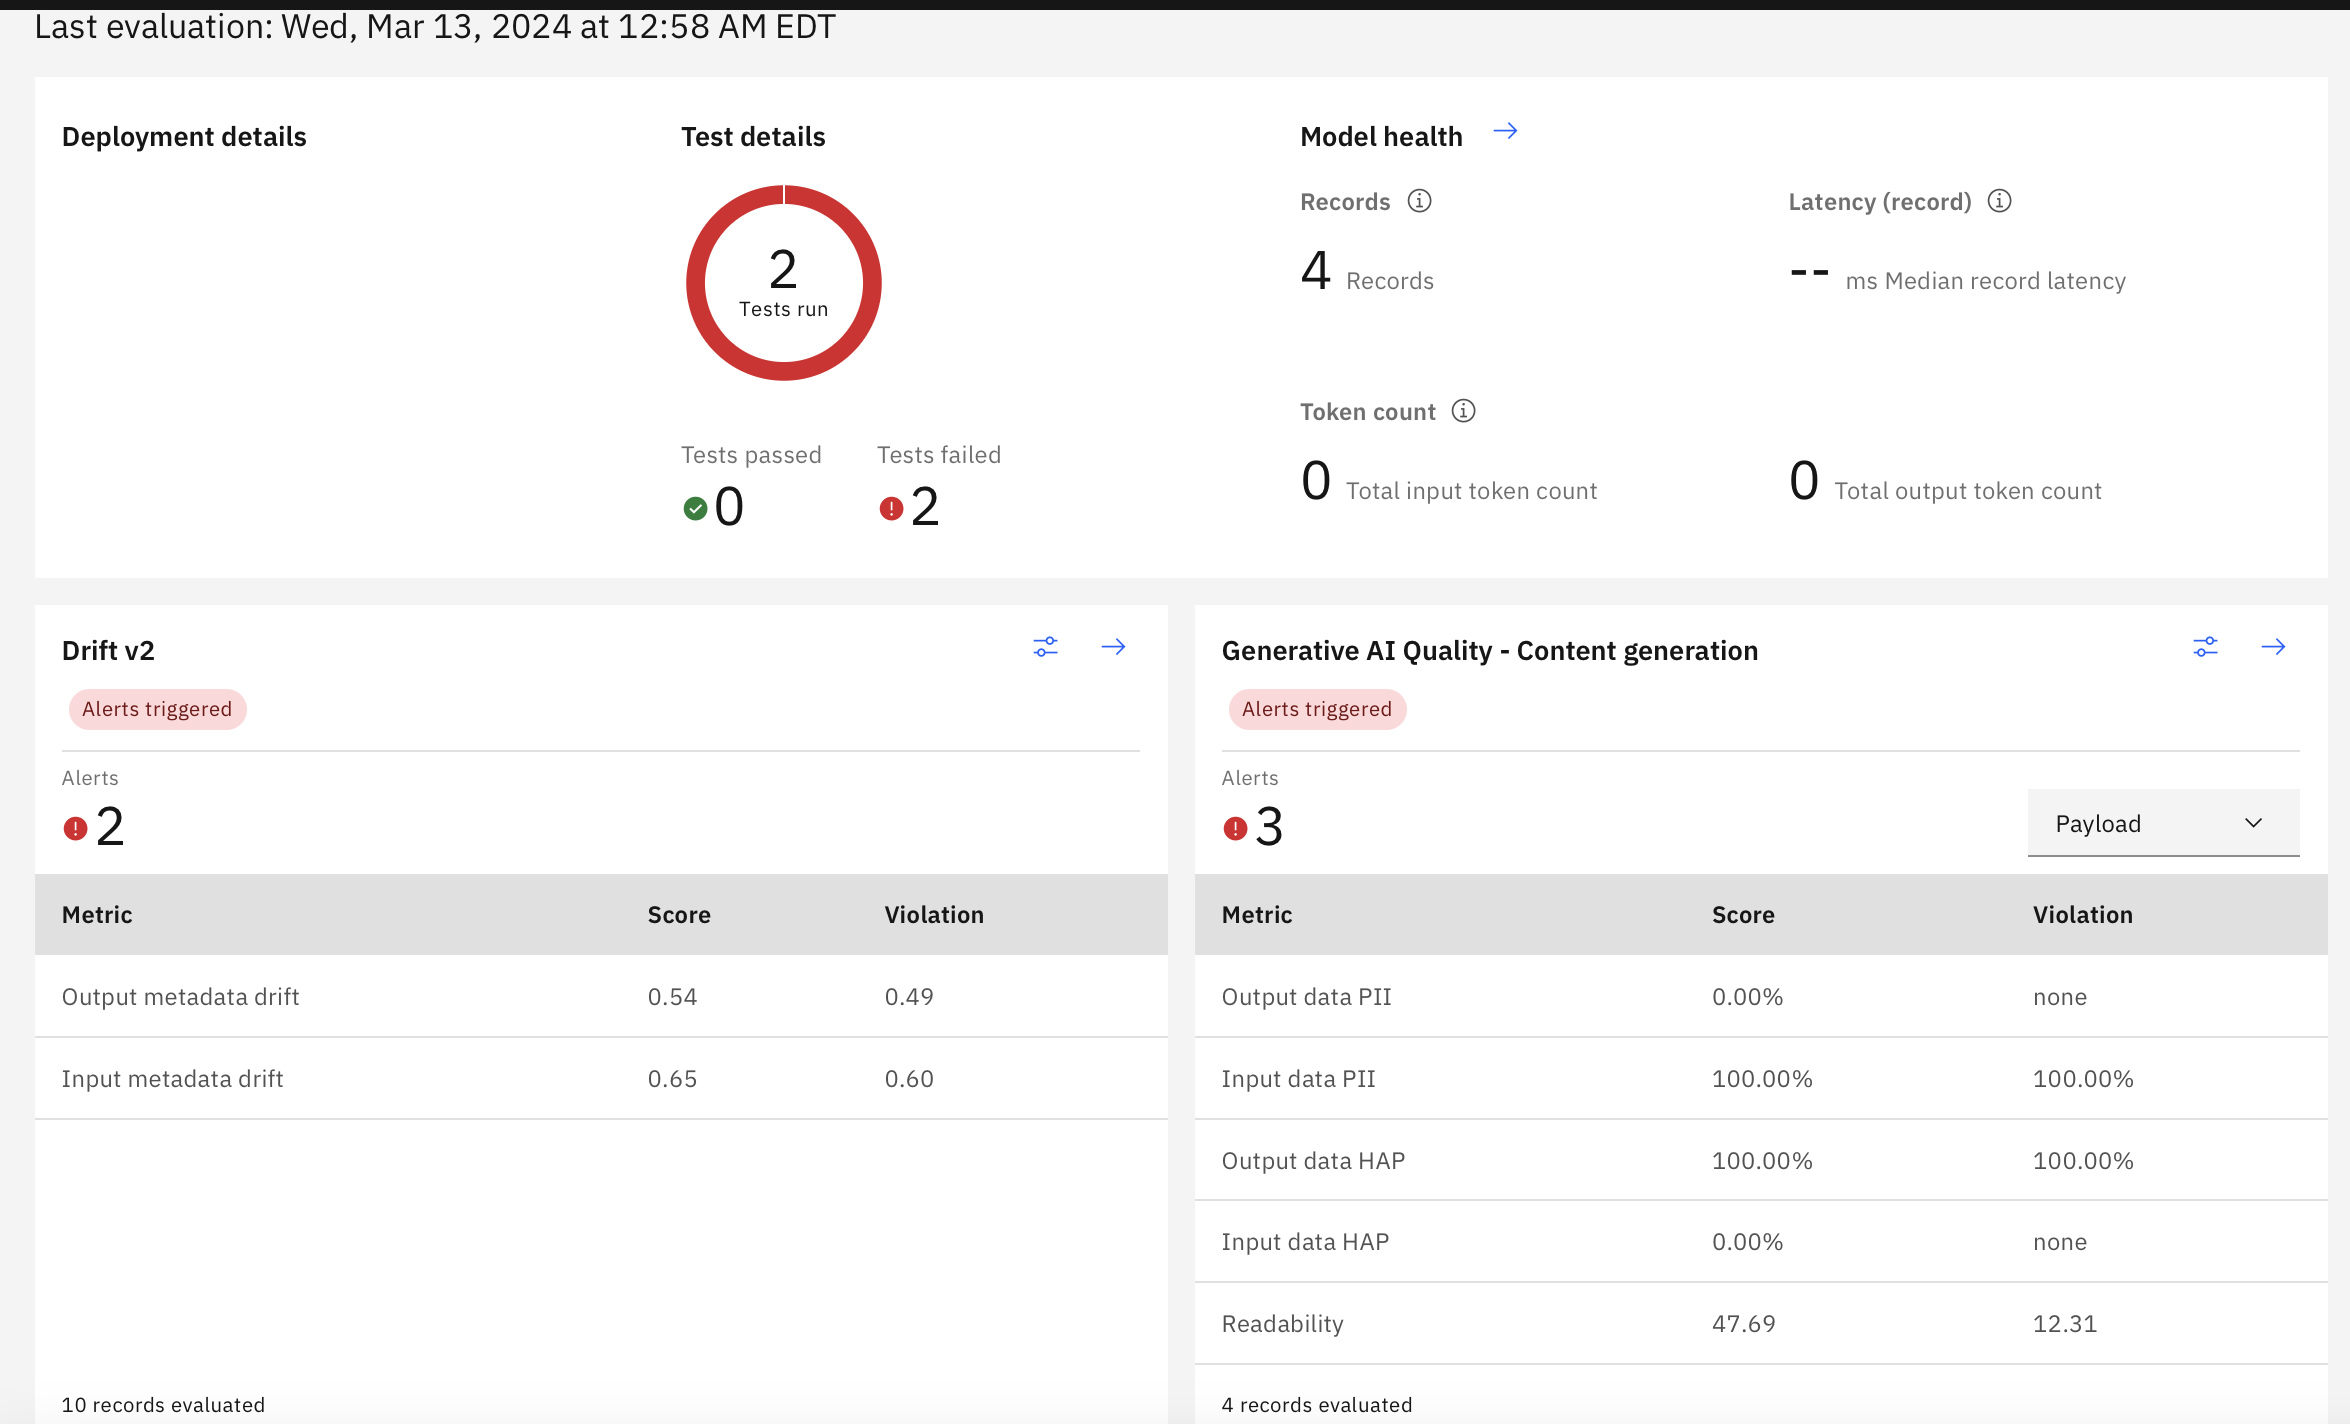 Last evaluation: Wed, Mar 13, 2024 at 12:58 AM EDT
Deployment details
Test details
2
Tests run
Tests passed
Tests failed
0
2
Model health
Records
Latency (record)
4 Records
-- ms Median record latency
Token count
0 Total input token count
0 Total output token count
Drift v2
Alerts triggered
Alerts
2
Metric Score Violation
Output metadata drift 0.54 0.49
Input metadata drift 0.65 0.60
10 records evaluated
Generative AI Quality - Content generation
Alerts triggered
Alerts
3
Payload
Metric Score Violation
Output data PII 0.00% none
Input data PII 100.00% 100.00%
Output data HAP 100.00% 100.00%
Input data HAP 0.00% none
Readability 47.69 12.31
4 records evaluated